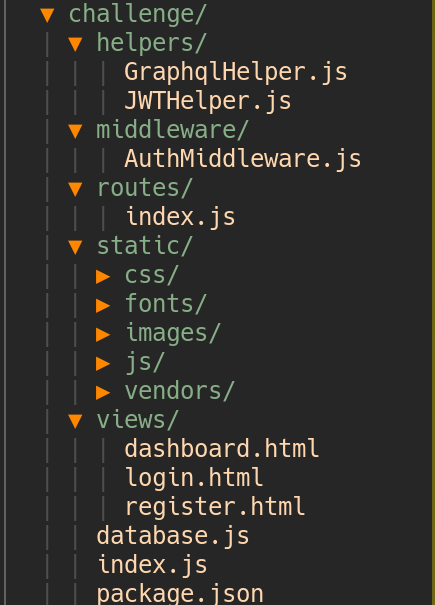 challenge/
helpers/
GraphqlHelper.js
JWTHelper.js
middleware/
AuthMiddleware.js
routes/
index.js
static/
css/
fonts/
images/
js/
vendors/
views/
dashboard.html
login.html
register.html
database.js
index.js
package.json